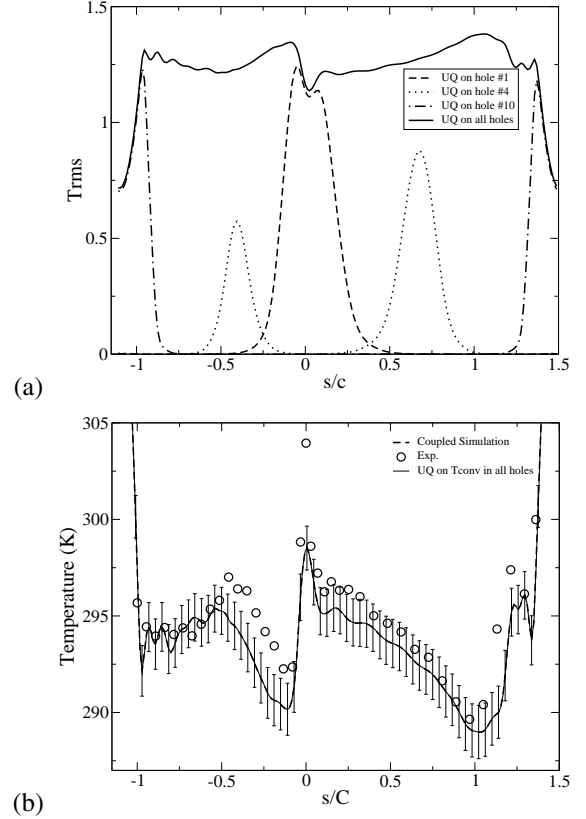 1.5
1
0.5
0
Trms
UQ on hole #1
UQ on hole #4
UQ on hole #10
UQ on all holes
-1 -0.5 0 0.5 1 1.5
s/c
(a)
305
300
295
290
Temperature (K)
Coupled Simulation
Exp.
UQ on Tconv in all holes
-1 -0.5 0 0.5 1 1.5
s/C
(b)